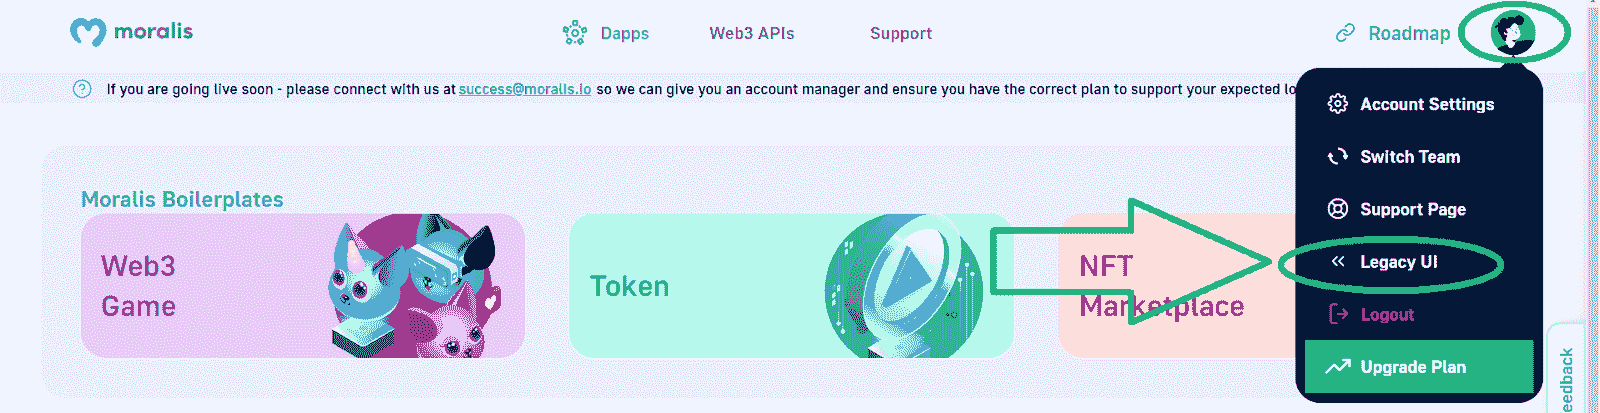 moralis
Dapps
Web3 APIs
Support
Roadmap
If you are going live soon - please connect with us at success@moralis.io so we can give you an account manager and ensure you have the correct plan to support your expected
Account Settings
Switch Team
Support Page
Legacy UI
Logout
Upgrade Plan
Moralis Boilerplates
Web3
Game
Token
NFT
Marketplace